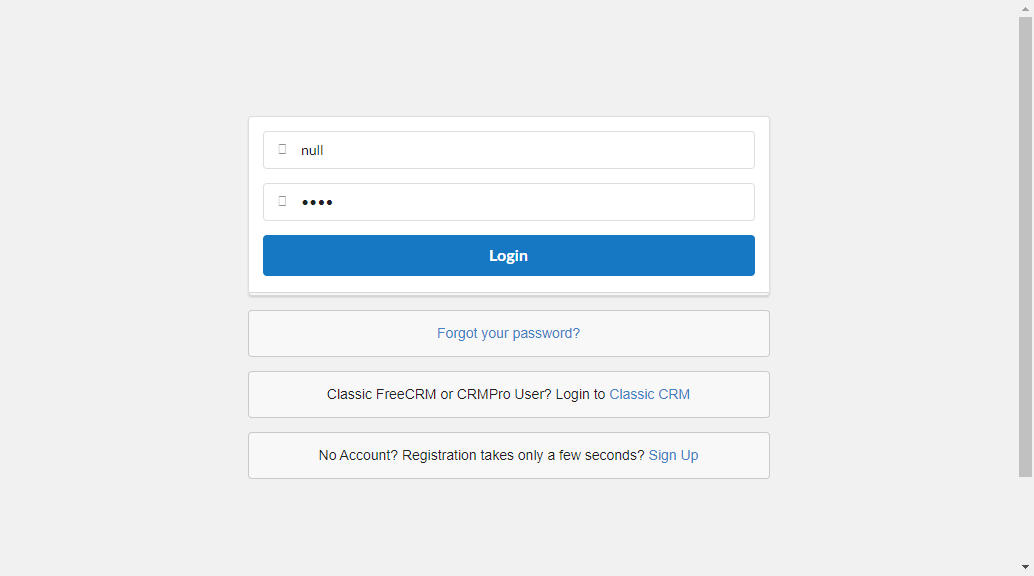 null
••••
Login
Forgot your password?
Classic FreeCRM or CRMPro User? Login to Classic CRM
No Account? Registration takes only a few seconds? Sign Up